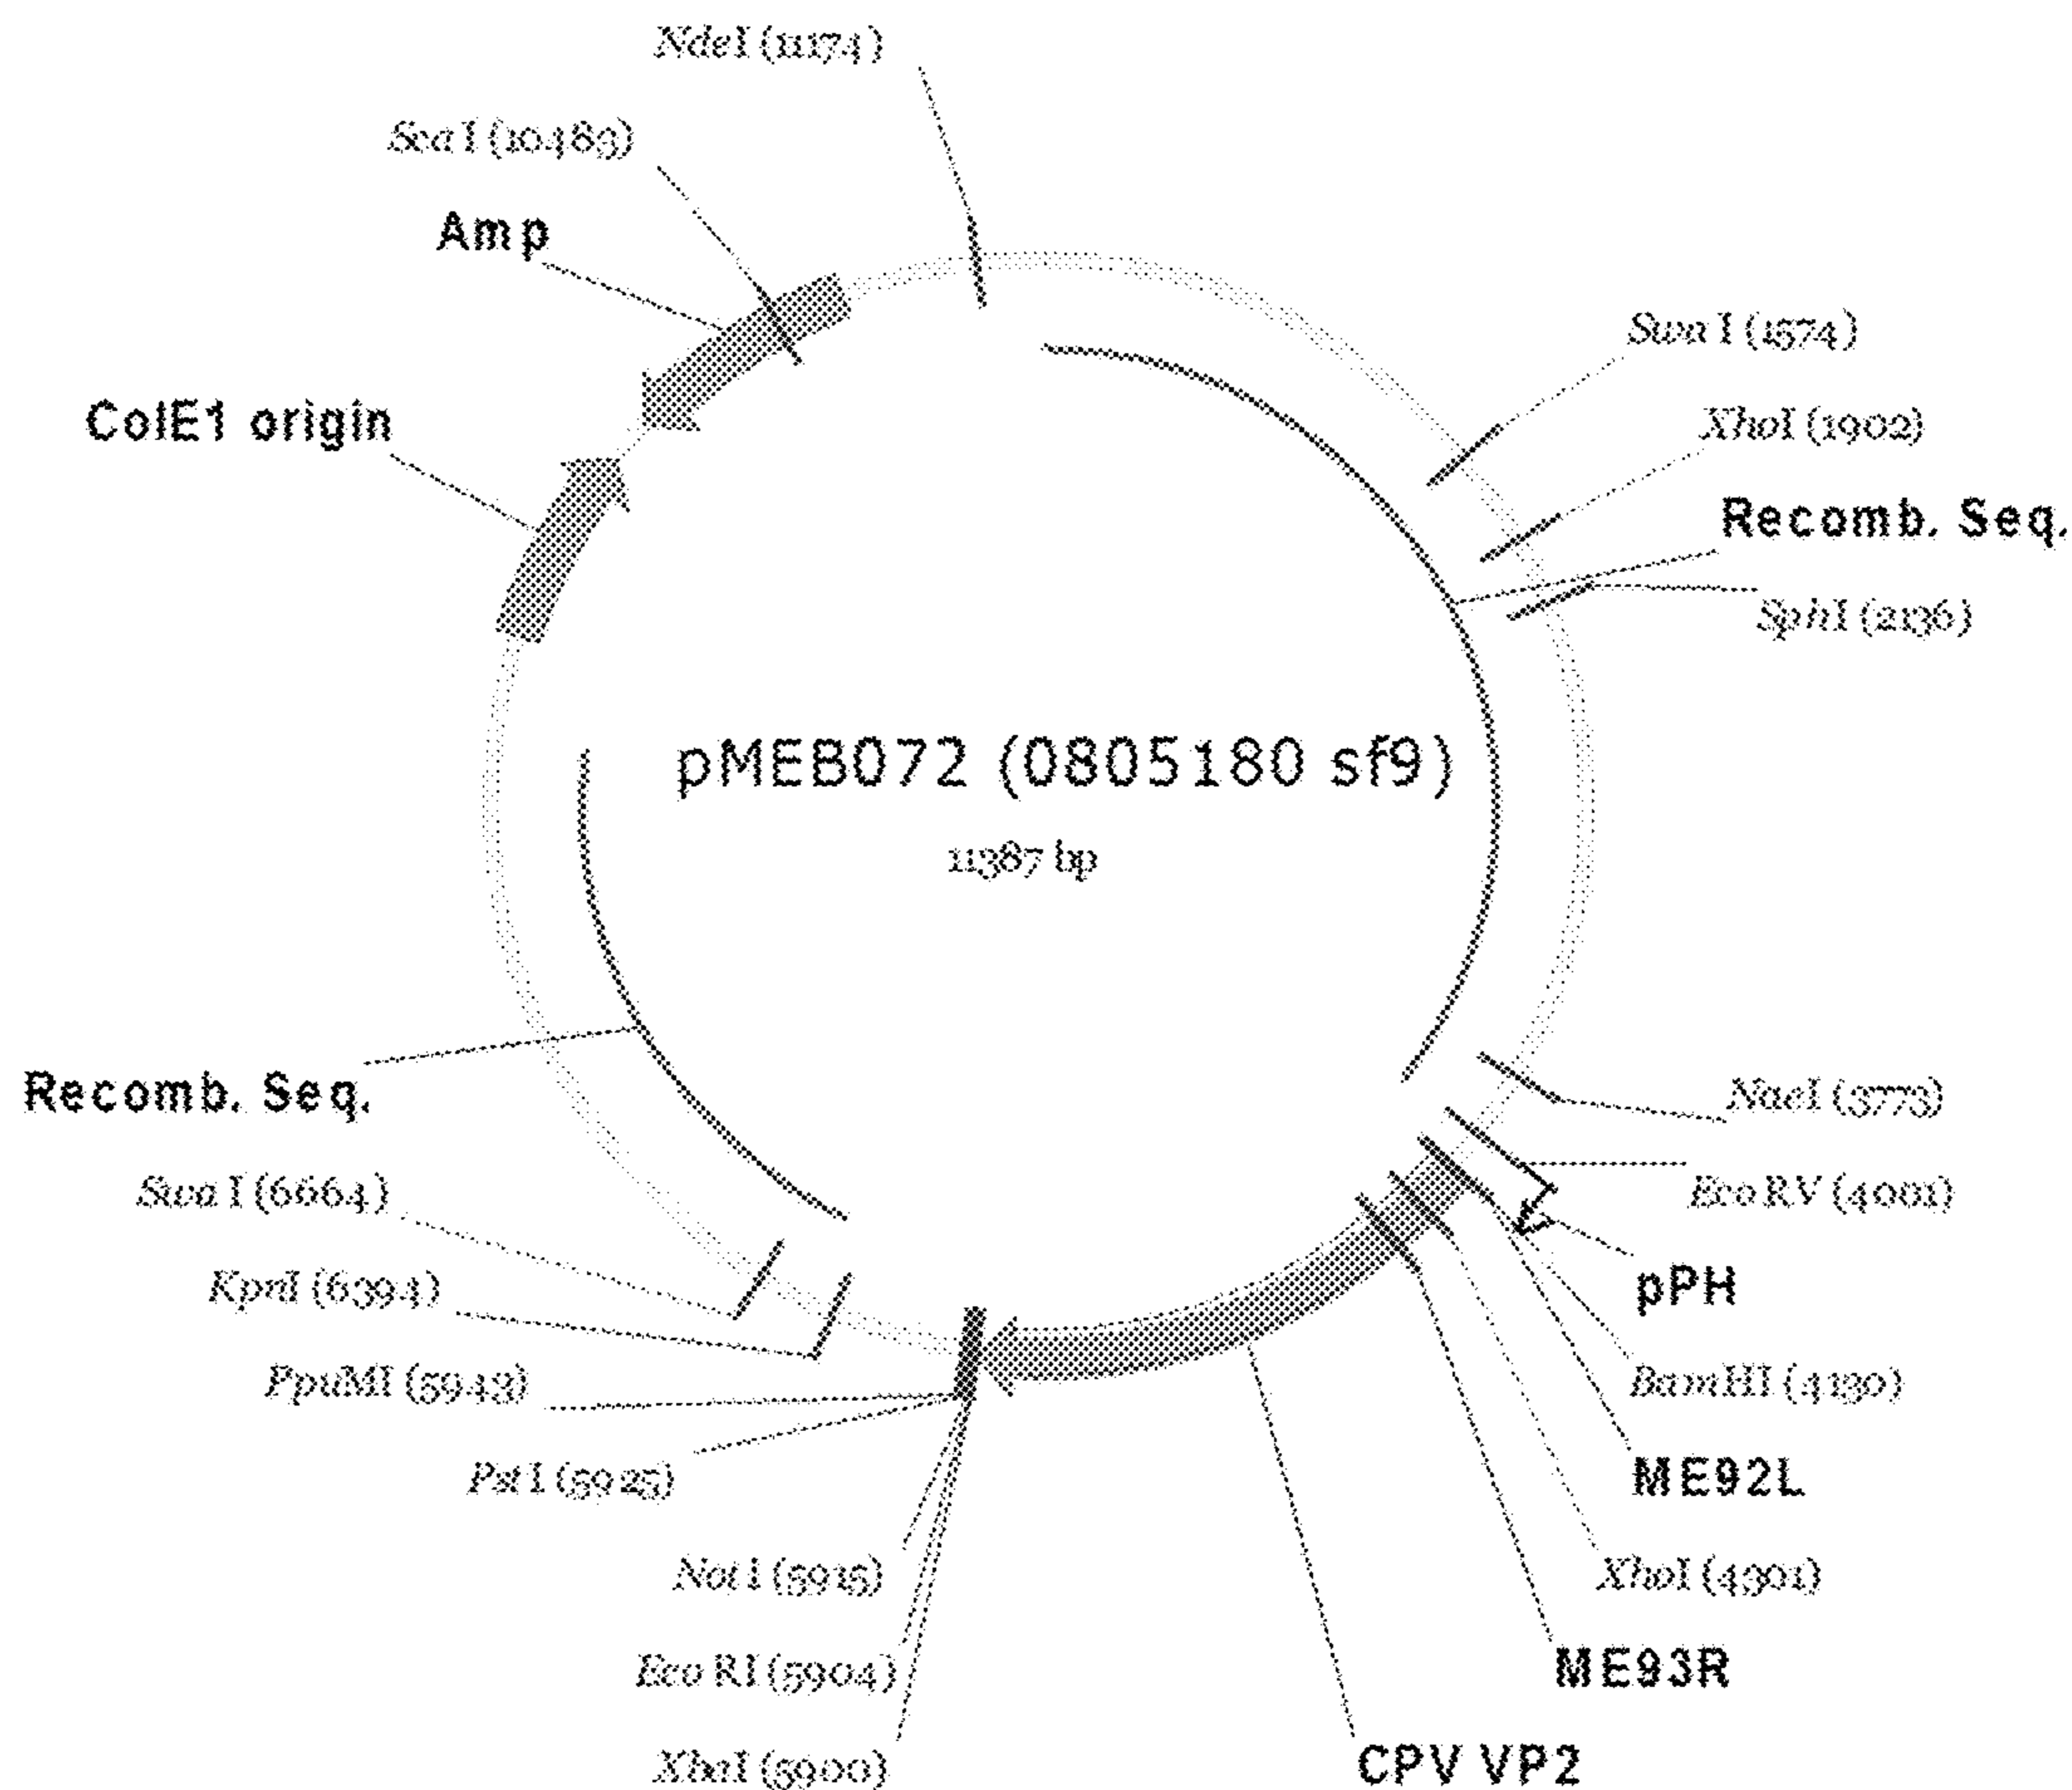 NdeI (11174)
ScaI (10483)
Amp
ColE1 origin
SwaI (1574)
XhoI (1902)
Recomb. Seq.
SphI (2136)
pMEB072 (0805180 sf9)
11387 bp
NaeI (3773)
EcoRV (4001)
pPH
BamHI (4130)
ME92L
XhoI (4301)
ME93R
CPV VP2
Recomb. Seq.
SwaI (6664)
KpnI (6394)
PpuMI (5943)
PstI (5925)
NotI (5915)
EcoRI (5904)
XbaI (5900)